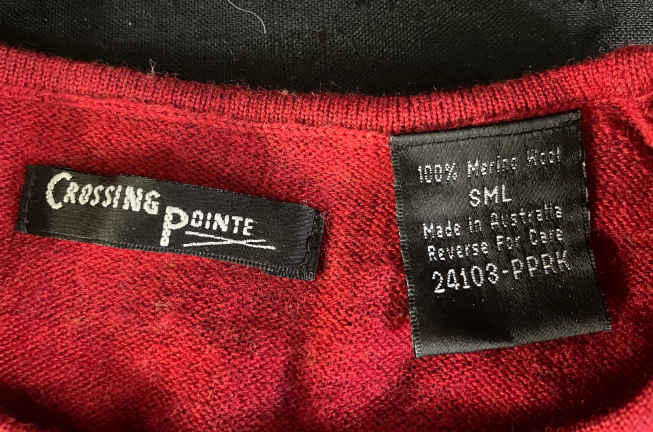 CROSSING
POINTE
100% Merino Wool
SML
Made in Australia
Reverse For Care
24103-PPRK